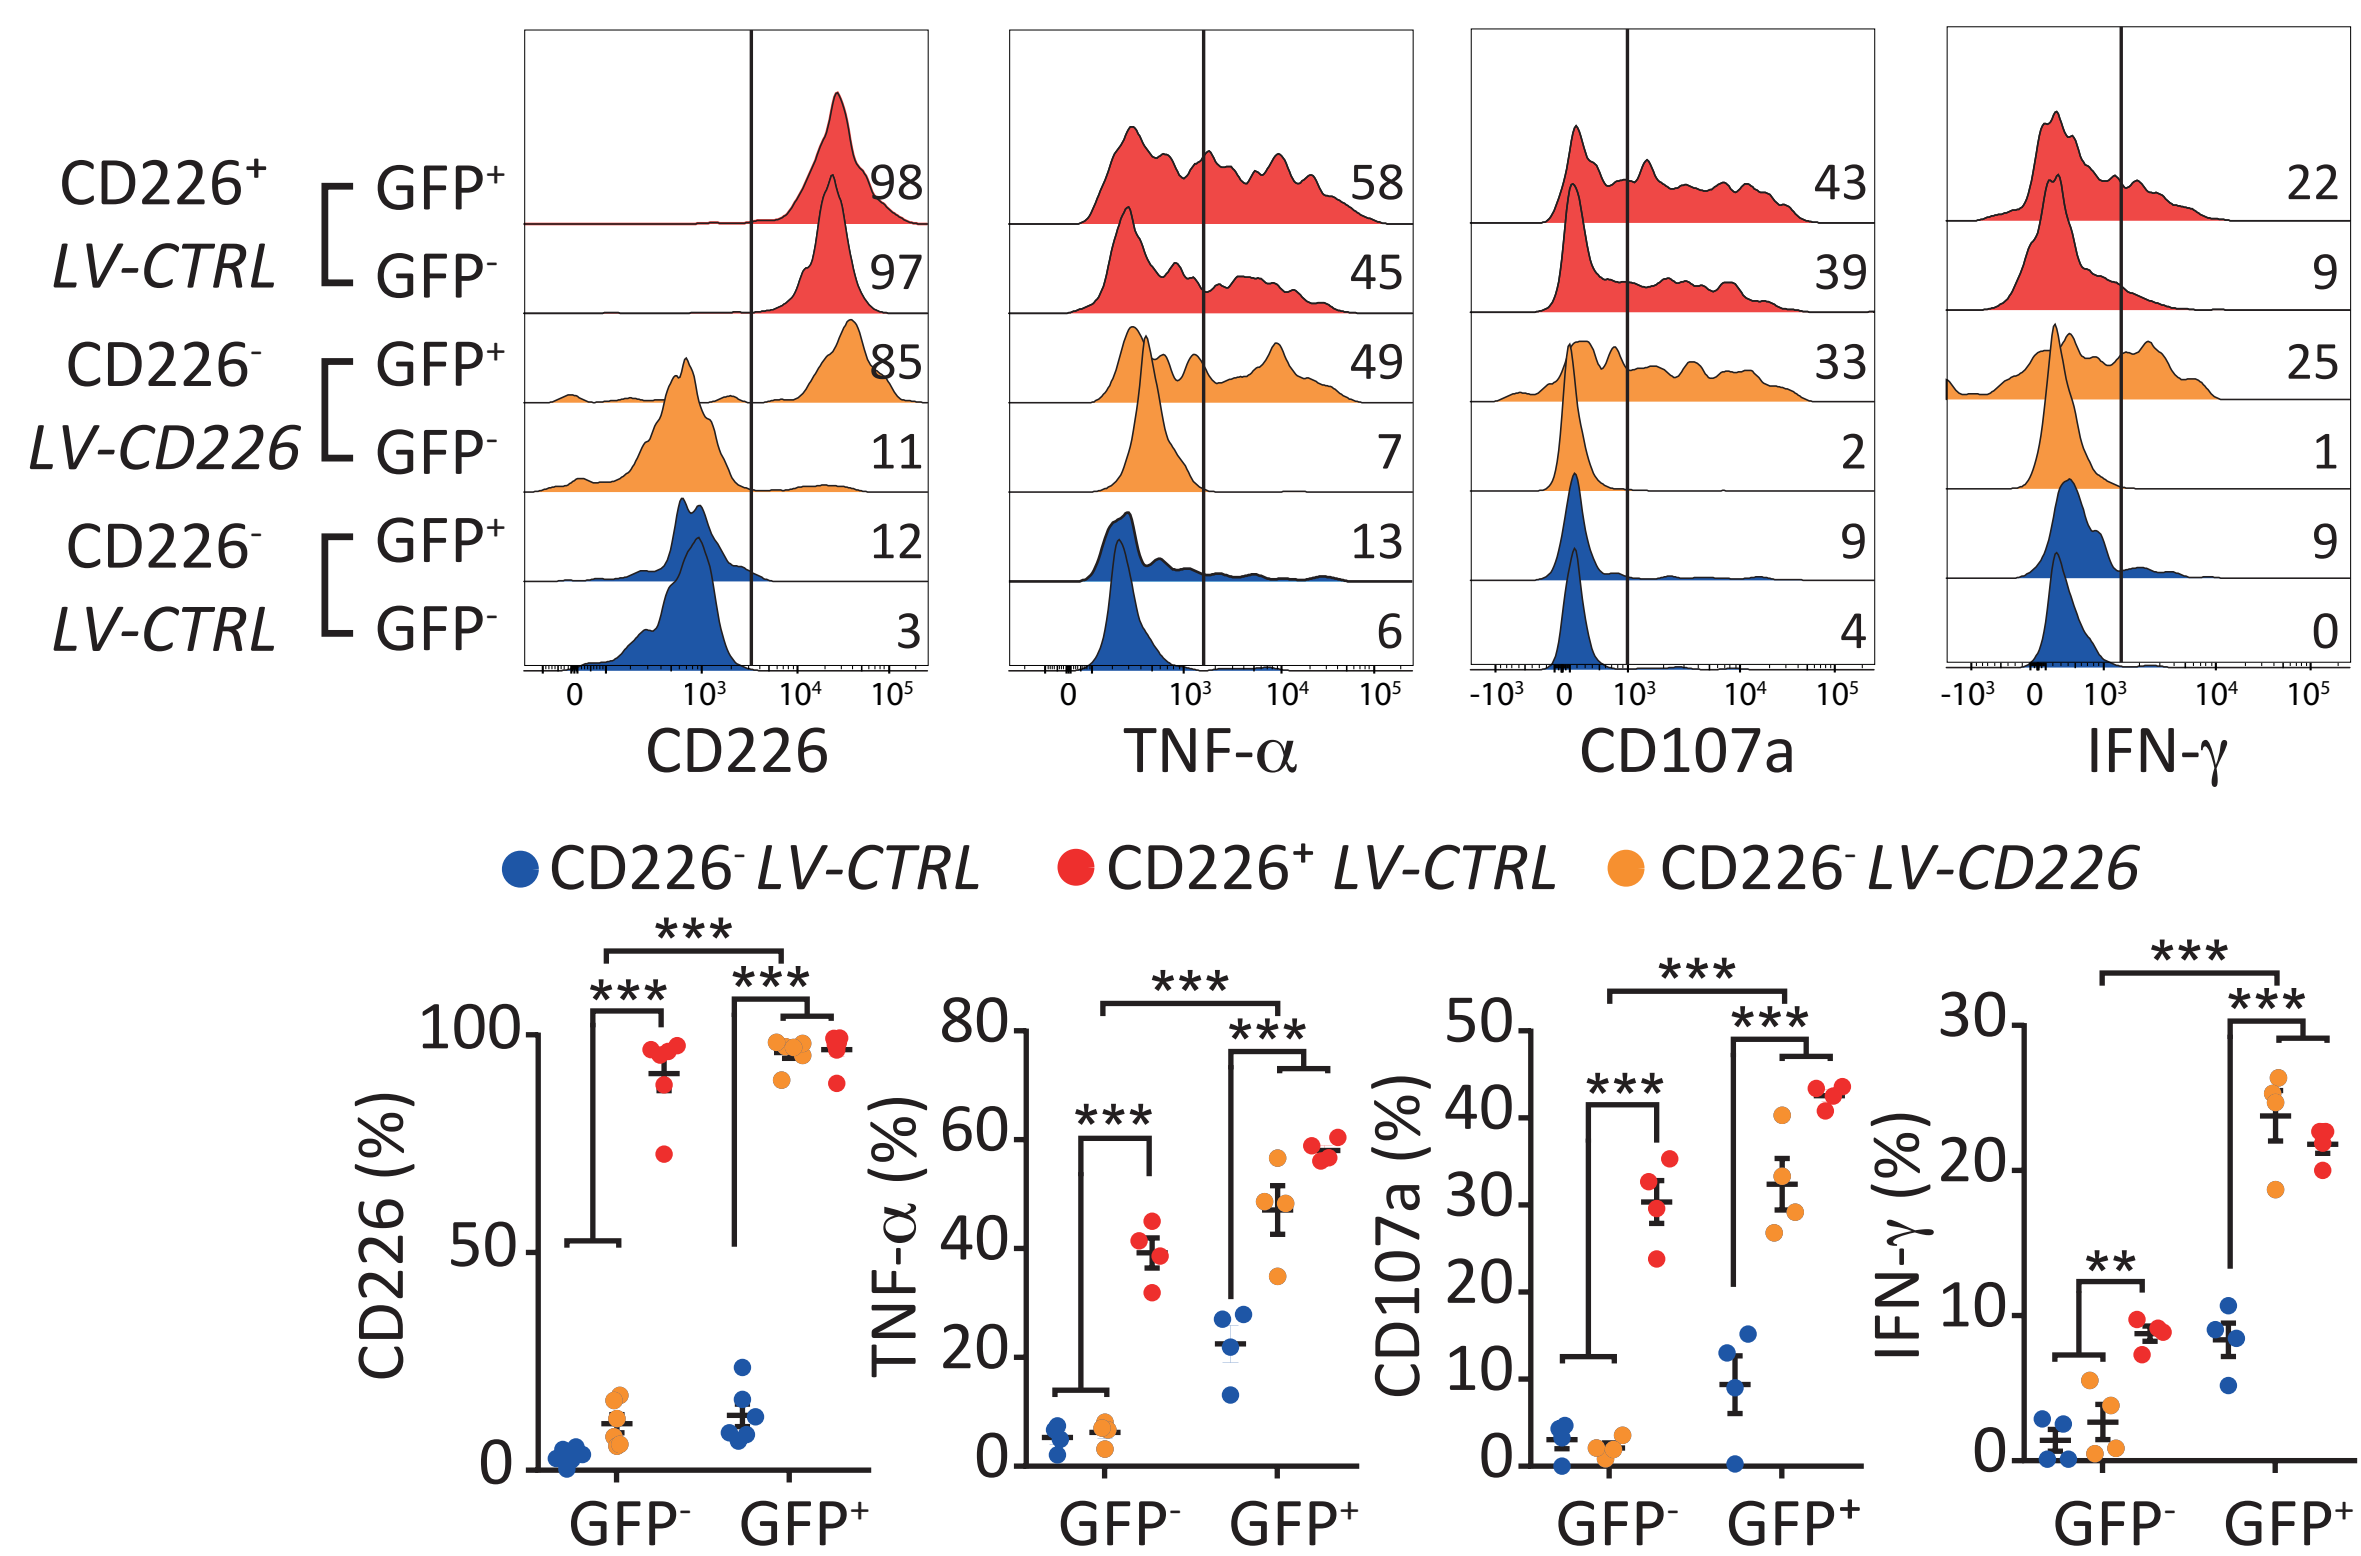 CD226+ GFP+ 98 58 43 22
LV-CTRL GFP- 97 45 39 9
CD226- GFP+ 85 49 33 25
LV-CD226 GFP- 11 7 2 1
CD226- GFP+ 12 13 9 9
LV-CTRL GFP- 3 6 4 0
0 10³ 10⁴ 10⁵ 0 10³ 10⁴ 10⁵ -10³ 0 10³ 10⁴ 10⁵ -10³ 0 10³ 10⁴ 10⁵
CD226 TNF-α CD107a IFN-γ
CD226- LV-CTRL CD226+ LV-CTRL CD226- LV-CD226
CD226 (%)
100
50
0
***
***
***
GFP- GFP+
TNF-α (%)
80
60
40
20
0
***
***
***
GFP- GFP+
CD107a (%)
50
40
30
20
10
0
***
***
***
GFP- GFP+
IFN-γ (%)
30
20
10
0
***
***
**
GFP- GFP+